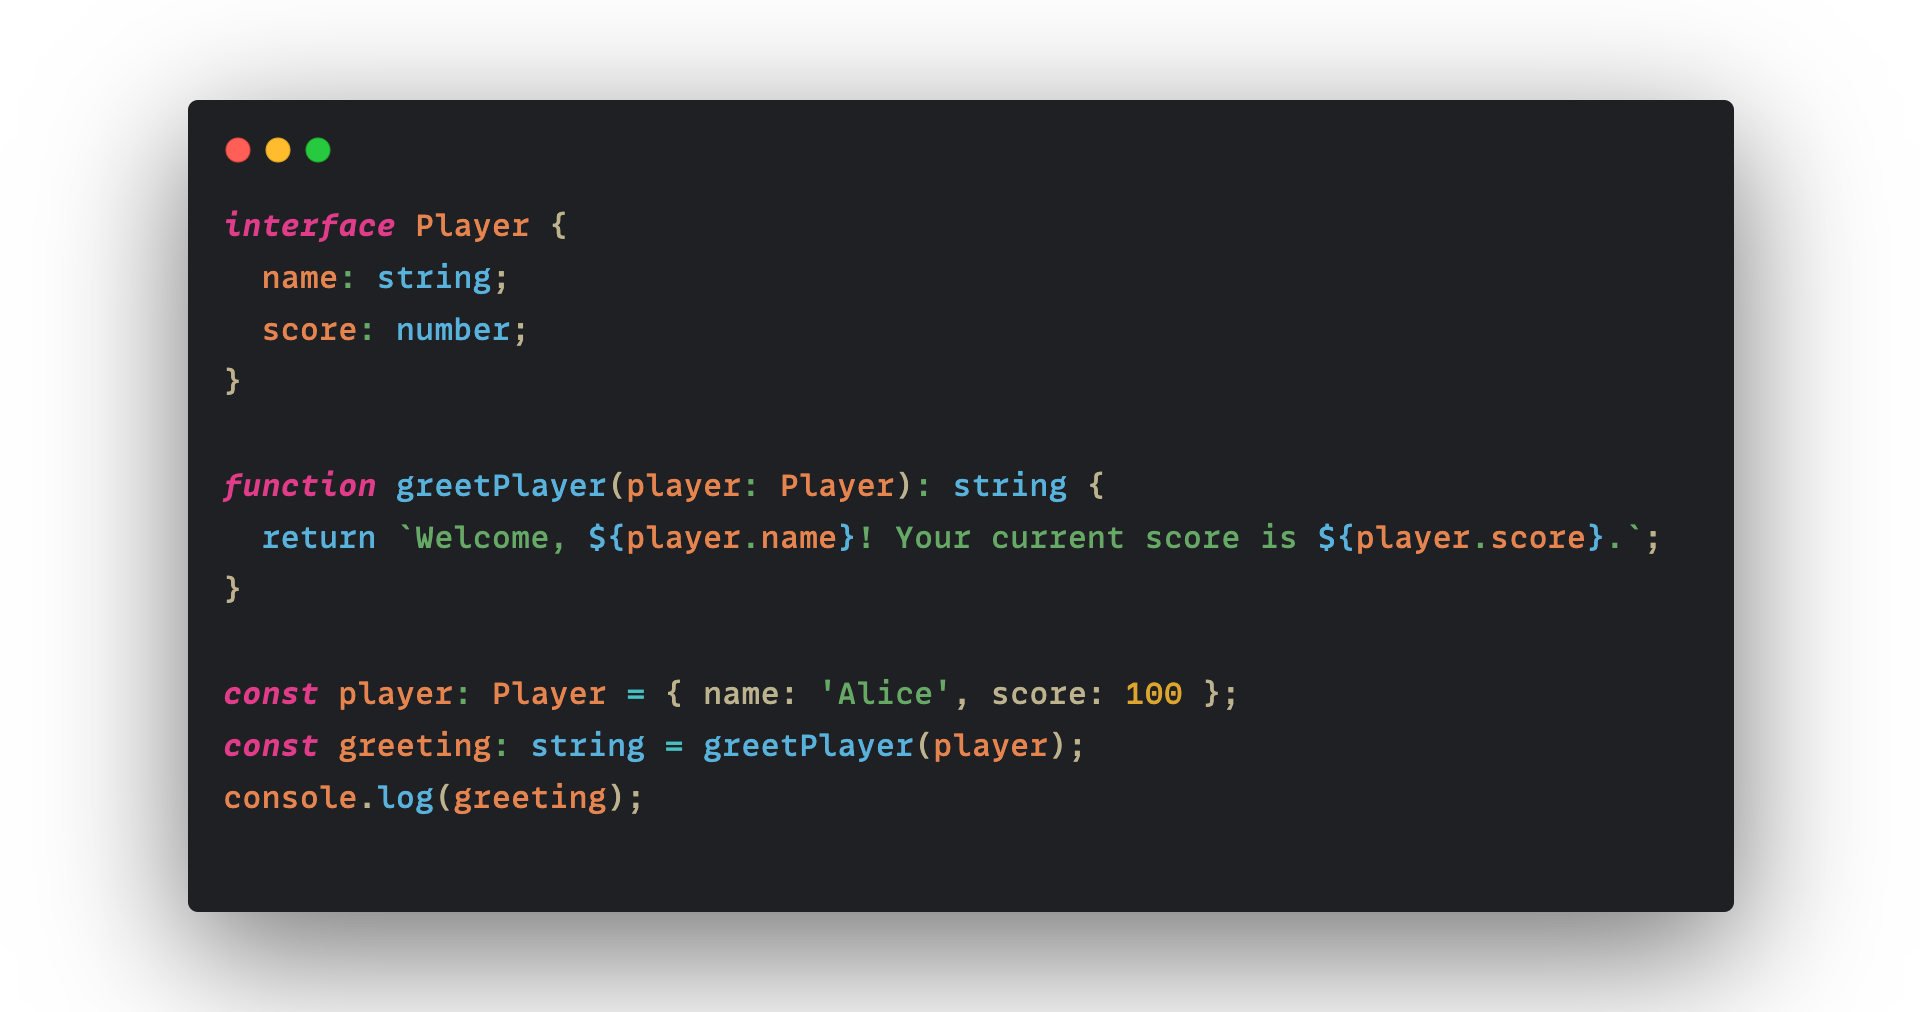 interface Player {
  name: string;
  score: number;
}

function greetPlayer(player: Player): string {
  return `Welcome, ${player.name}! Your current score is ${player.score}.`;
}

const player: Player = { name: 'Alice', score: 100 };
const greeting: string = greetPlayer(player);
console.log(greeting);